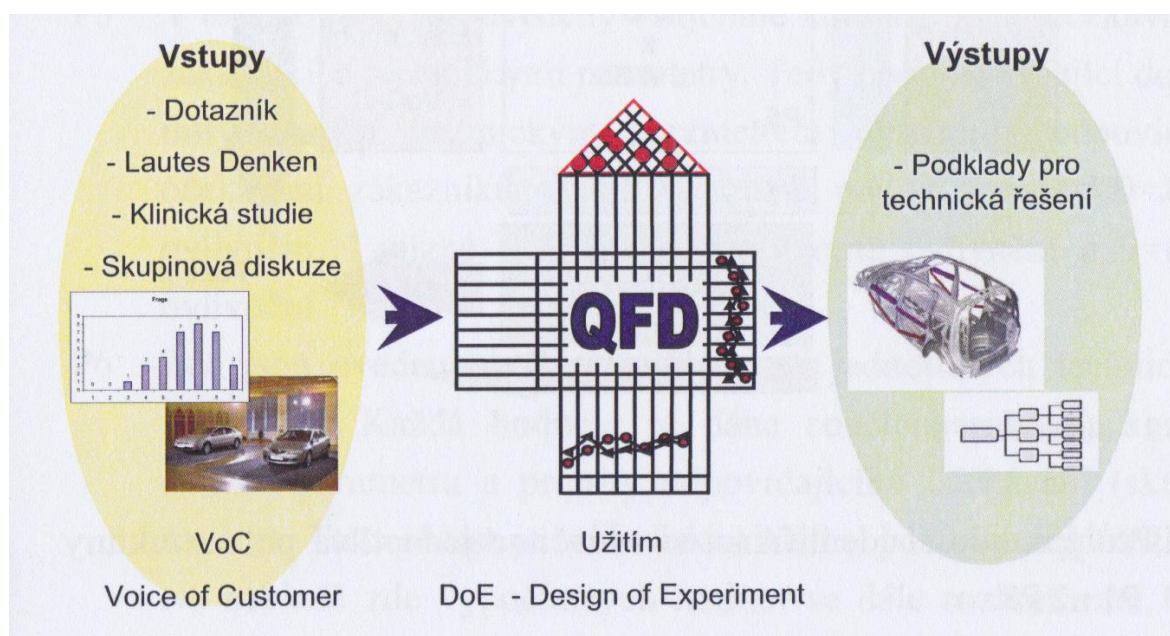 Vstupy
- Dotazník
- Lautes Denken
- Klinická studie
- Skupinová diskuze
Frage
VoC
Voice of Customer
QFD
Užitím
DoE - Design of Experiment
Výstupy
- Podklady pro
technická řešení